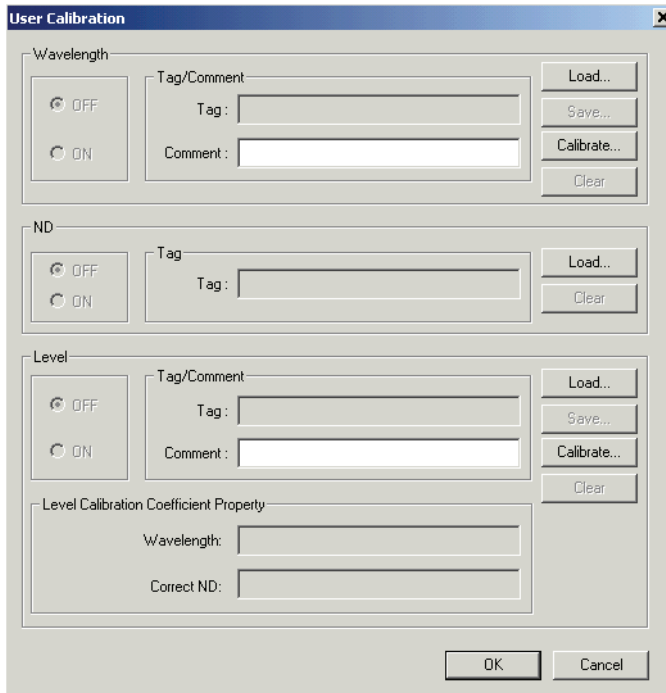 User Calibration
Wavelength
OFF
ON
Tag/Comment
Tag :
Comment :
Load...
Save...
Calibrate...
Clear
ND
OFF
ON
Tag
Tag :
Load...
Clear
Level
OFF
ON
Tag/Comment
Tag :
Comment :
Load...
Save...
Calibrate...
Clear
Level Calibration Coefficient Property
Wavelength:
Correct ND:
OK
Cancel